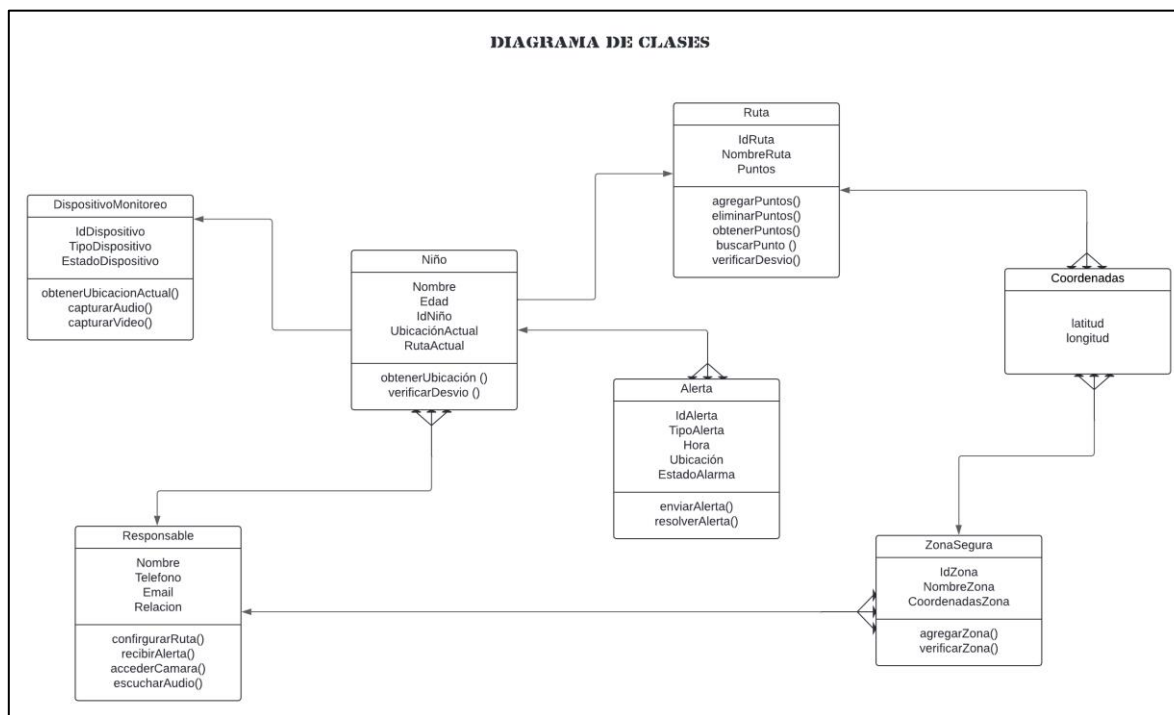 DIAGRAMA DE CLASES
Ruta
IdRuta
NombreRuta
Puntos
agregarPuntos()
eliminarPuntos()
obtenerPuntos()
buscarPunto ()
verificarDesvio()
DispositivoMonitoreo
IdDispositivo
TipoDispositivo
EstadoDispositivo
obtenerUbicacionActual()
capturarAudio()
capturarVideo()
Niño
Nombre
Edad
IdNiño
UbicaciónActual
RutaActual
obtenerUbicación ()
verificarDesvio ()
Coordenadas
latitud
longitud
Alerta
IdAlerta
TipoAlerta
Hora
Ubicación
EstadoAlarma
enviarAlerta()
resolverAlerta()
Responsable
Nombre
Telefono
Email
Relacion
confirgurarRuta()
recibirAlerta()
accederCamara()
escucharAudio()
ZonaSegura
IdZona
NombreZona
CoordenadasZona
agregarZona()
verificarZona()